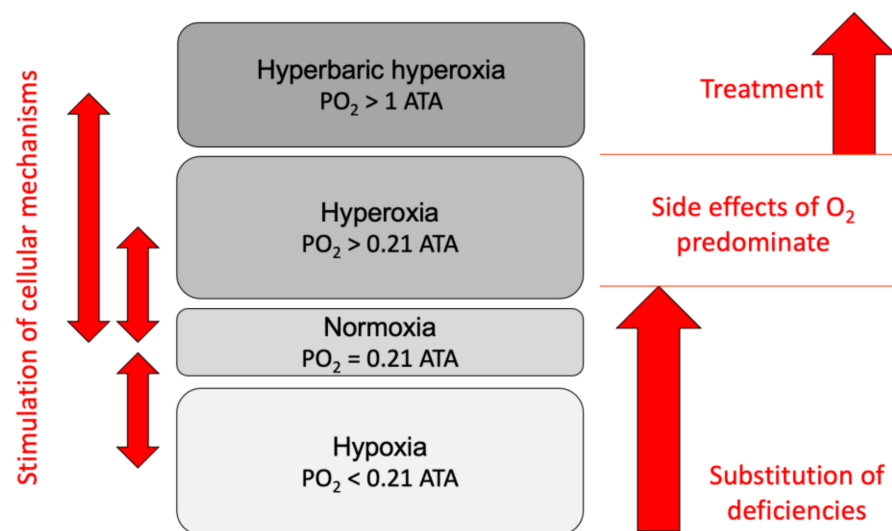 Stimulation of cellular mechanisms
Hyperbaric hyperoxia
PO₂ > 1 ATA
Treatment
Hyperoxia
PO₂ > 0.21 ATA
Side effects of O₂
predominate
Normoxia
PO₂ = 0.21 ATA
Hypoxia
PO₂ < 0.21 ATA
Substitution of
deficiencies